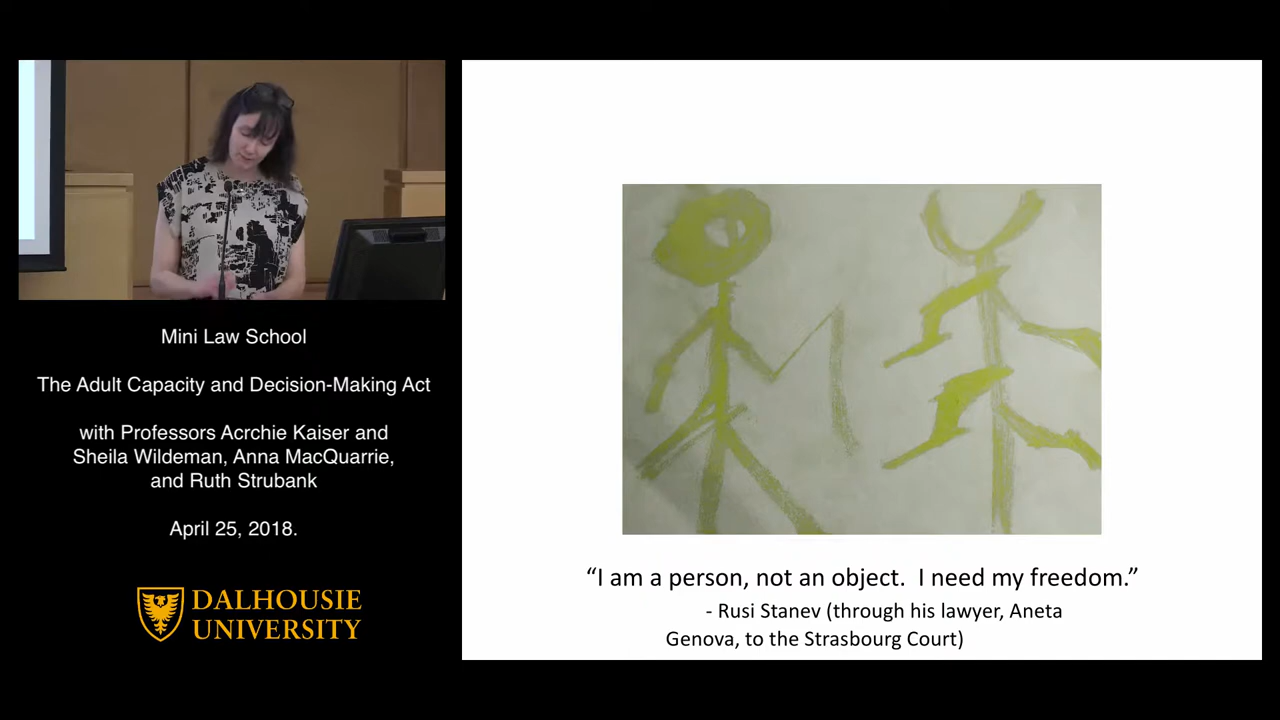 Mini Law School
The Adult Capacity and Decision-Making Act
with Professors Acrchie Kaiser and
Sheila Wildeman, Anna MacQuarrie,
and Ruth Strubank
April 25, 2018.
DALHOUSIE
UNIVERSITY
“I am a person, not an object.  I need my freedom.”
- Rusi Stanev (through his lawyer, Aneta
Genova, to the Strasbourg Court)